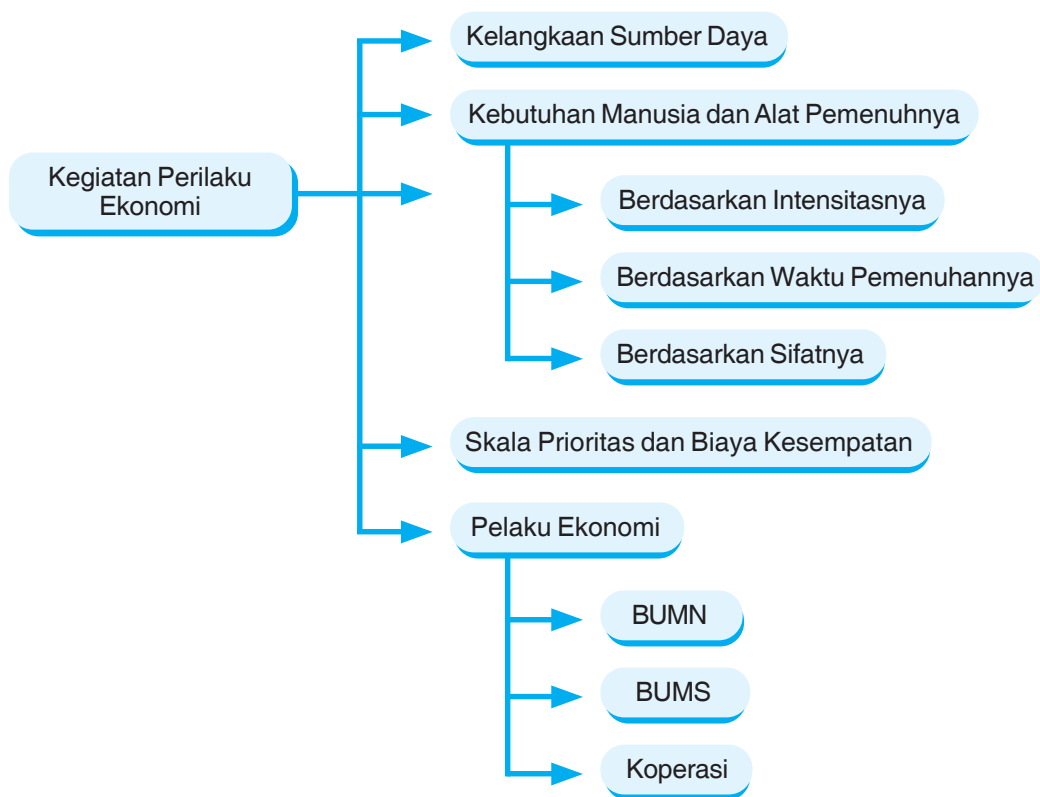 Kelangkaan Sumber Daya
Kebutuhan Manusia dan Alat Pemenuhnya
Kegiatan Perilaku
Ekonomi
Berdasarkan Intensitasnya
Berdasarkan Waktu Pemenuhannya
Berdasarkan Sifatnya
Skala Prioritas dan Biaya Kesempatan
Pelaku Ekonomi
BUMN
BUMS
Koperasi